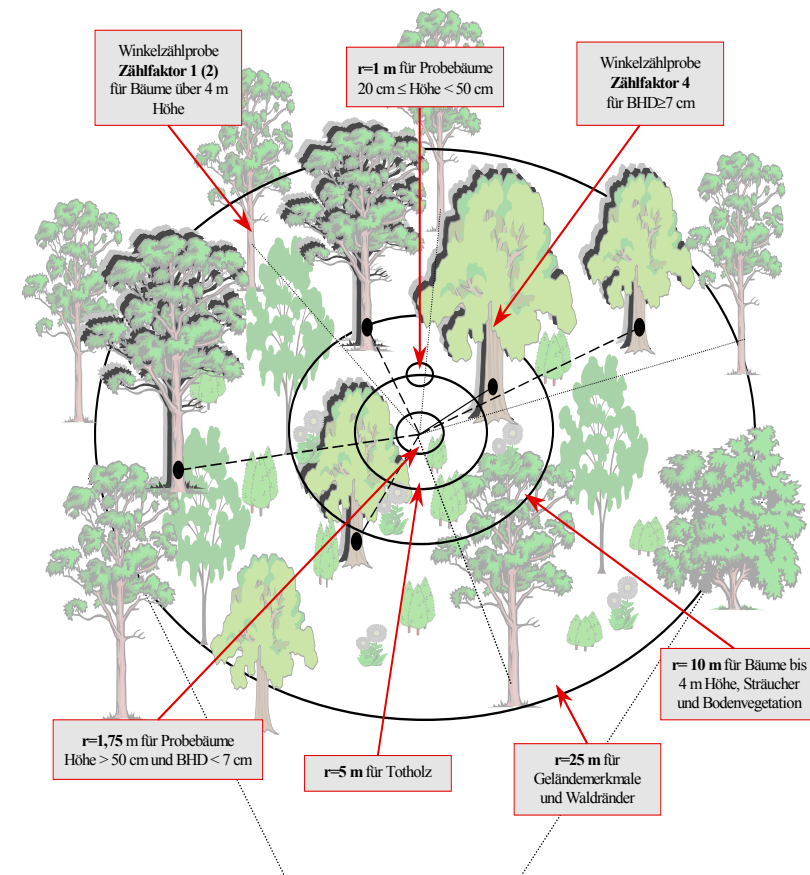 Winkelzählprobe
Zählfaktor 1 (2)
für Bäume über 4 m
Höhe
r=1 m für Probebäume
20 cm ≤ Höhe < 50 cm
Winkelzählprobe
Zählfaktor 4
für BHD≥7 cm
r= 10 m für Bäume bis
4 m Höhe, Sträucher
und Bodenvegetation
r=1,75 m für Probebäume
Höhe > 50 cm und BHD < 7 cm
r=5 m für Totholz
r=25 m für
Geländemerkmale
und Waldränder